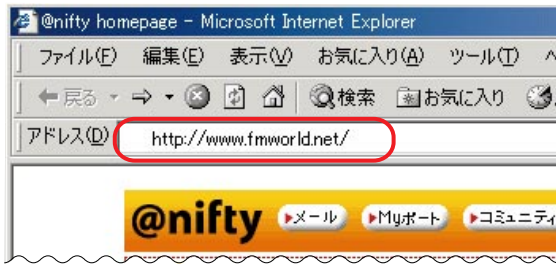 @nifty homepage - Microsoft Internet Explorer
ファイル(F) 編集(E) 表示(V) お気に入り(A) ツール(T)
戻る 検索 お気に入り
アドレス(D) http://www.fmworld.net/
@nifty メール Myポート コミュニティ